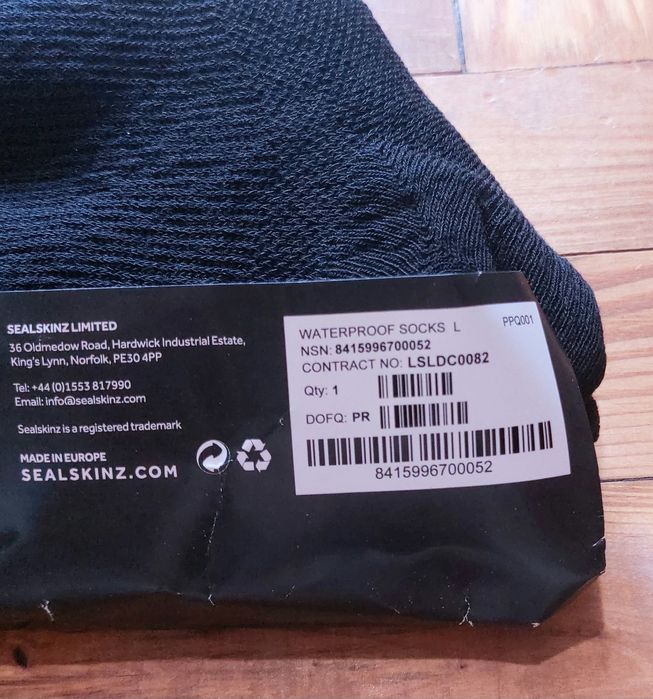 SEALSKINZ LIMITED
36 Oldmedow Road, Hardwick Industrial Estate,
King's Lynn, Norfolk, PE30 4PP
Tel: +44 (0)1553 817990
Email: info@sealskinz.com
Sealskinz is a registered trademark
MADE IN EUROPE
SEALSKINZ.COM
WATERPROOF SOCKS L
PPQ001
NSN: 8415996700052
CONTRACT NO: LSLDC0082
Qty: 1
DOFQ: PR
8415996700052